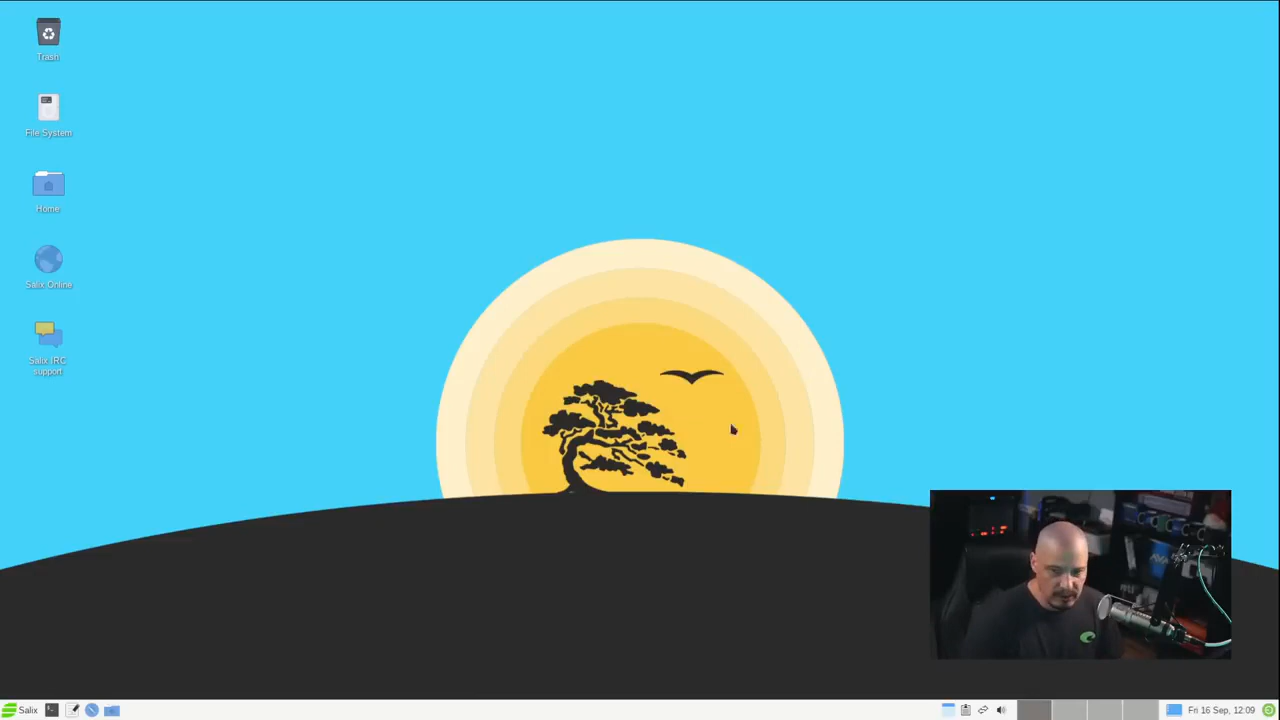 Trash
File System
Home
Salix Online
Salix IRC
support
Salix
Fri 16 Sep, 12:09